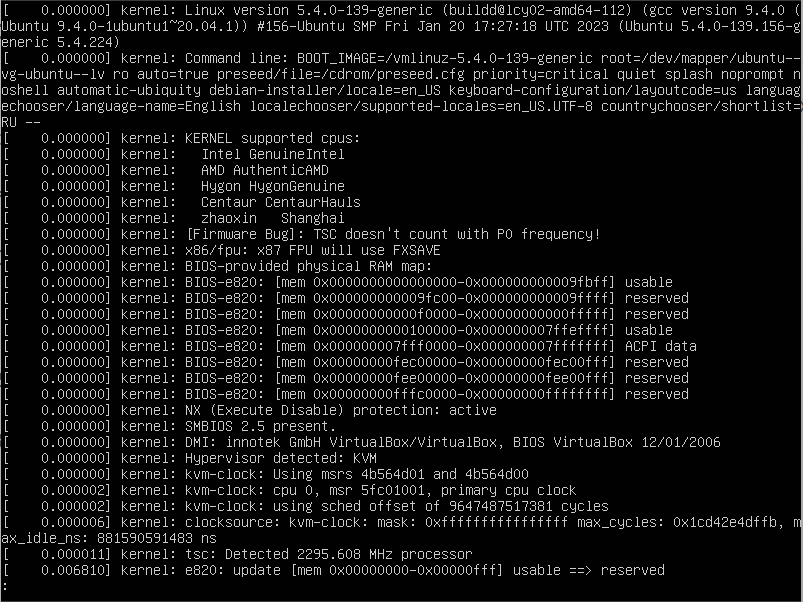 [    0.000000] kernel: Linux version 5.4.0-139-generic (buildd@lcy02-amd64-112) (gcc version 9.4.0 (
Ubuntu 9.4.0-1ubuntu1~20.04.1)) #156-Ubuntu SMP Fri Jan 20 17:27:18 UTC 2023 (Ubuntu 5.4.0-139.156-g
eneric 5.4.224)
[    0.000000] kernel: Command line: BOOT_IMAGE=/vmlinuz-5.4.0-139-generic root=/dev/mapper/ubuntu--
vg-ubuntu--lv ro auto=true preseed/file=/cdrom/preseed.cfg priority=critical quiet splash noprompt n
oshell automatic-ubiquity debian-installer/locale=en_US keyboard-configuration/layoutcode=us languag
echooser/language-name=English localechooser/supported-locales=en_US.UTF-8 countrychooser/shortlist=
RU --
[    0.000000] kernel: KERNEL supported cpus:
[    0.000000] kernel:   Intel GenuineIntel
[    0.000000] kernel:   AMD AuthenticAMD
[    0.000000] kernel:   Hygon HygonGenuine
[    0.000000] kernel:   Centaur CentaurHauls
[    0.000000] kernel:   zhaoxin   Shanghai
[    0.000000] kernel: [Firmware Bug]: TSC doesn't count with P0 frequency!
[    0.000000] kernel: x86/fpu: x87 FPU will use FXSAVE
[    0.000000] kernel: BIOS-provided physical RAM map:
[    0.000000] kernel: BIOS-e820: [mem 0x0000000000000000-0x000000000009fbff] usable
[    0.000000] kernel: BIOS-e820: [mem 0x000000000009fc00-0x000000000009ffff] reserved
[    0.000000] kernel: BIOS-e820: [mem 0x00000000000f0000-0x00000000000fffff] reserved
[    0.000000] kernel: BIOS-e820: [mem 0x0000000000100000-0x000000007ffeffff] usable
[    0.000000] kernel: BIOS-e820: [mem 0x000000007fff0000-0x000000007fffffff] ACPI data
[    0.000000] kernel: BIOS-e820: [mem 0x00000000fec00000-0x00000000fec00fff] reserved
[    0.000000] kernel: BIOS-e820: [mem 0x00000000fee00000-0x00000000fee00fff] reserved
[    0.000000] kernel: BIOS-e820: [mem 0x00000000fffc0000-0x00000000ffffffff] reserved
[    0.000000] kernel: NX (Execute Disable) protection: active
[    0.000000] kernel: SMBIOS 2.5 present.
[    0.000000] kernel: DMI: innotek GmbH VirtualBox/VirtualBox, BIOS VirtualBox 12/01/2006
[    0.000000] kernel: Hypervisor detected: KVM
[    0.000000] kernel: kvm-clock: Using msrs 4b564d01 and 4b564d00
[    0.000002] kernel: kvm-clock: cpu 0, msr 5fc01001, primary cpu clock
[    0.000002] kernel: kvm-clock: using sched offset of 9647487517381 cycles
[    0.000006] kernel: clocksource: kvm-clock: mask: 0xffffffffffffffff max_cycles: 0x1cd42e4dffb, m
ax_idle_ns: 881590591483 ns
[    0.000011] kernel: tsc: Detected 2295.608 MHz processor
[    0.006810] kernel: e820: update [mem 0x00000000-0x00000fff] usable ==> reserved
: